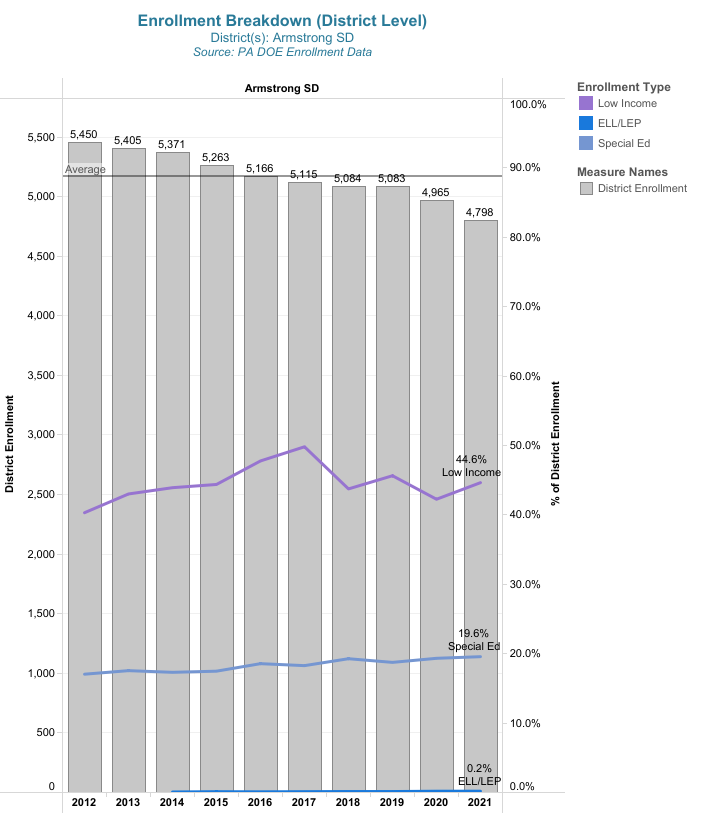 Enrollment Breakdown (District Level)
District(s): Armstrong SD
Source: PA DOE Enrollment Data
Armstrong SD
Enrollment Type
Low Income
ELL/LEP
Special Ed
Measure Names
District Enrollment
District Enrollment
5,500
5,000
4,500
4,000
3,500
3,000
2,500
2,000
1,500
1,000
500
0
5,450
5,405
5,371
5,263
5,166
5,115
5,084
5,083
4,965
4,798
Average
44.6%
Low Income
19.6%
Special Ed
0.2%
ELL/LEP
100.0%
90.0%
80.0%
70.0%
60.0%
50.0%
40.0%
30.0%
20.0%
10.0%
0.0%
% of District Enrollment
2012
2013
2014
2015
2016
2017
2018
2019
2020
2021